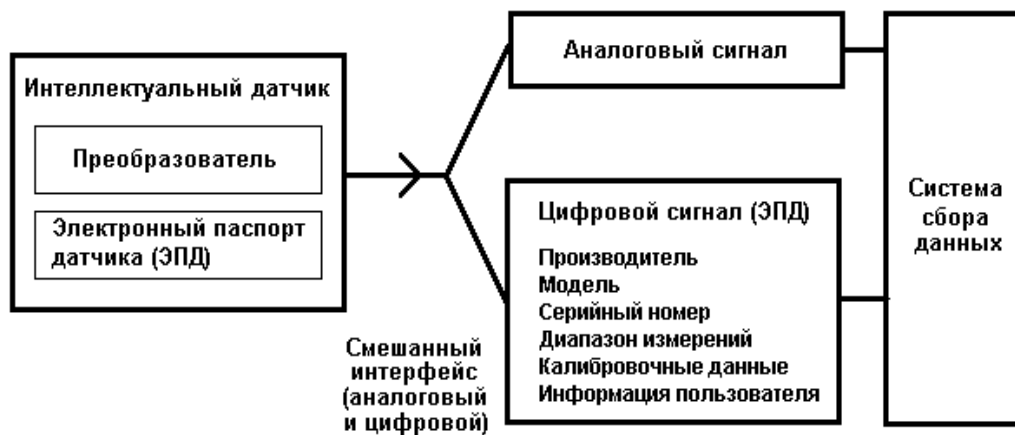 Интеллектуальный датчик
Преобразователь
Электронный паспорт
датчика (ЭПД)
Смешанный
интерфейс
(аналоговый
и цифровой)
Аналоговый сигнал
Цифровой сигнал (ЭПД)
Производитель
Модель
Серийный номер
Диапазон измерений
Калибровочные данные
Информация пользователя
Система
сбора
данных